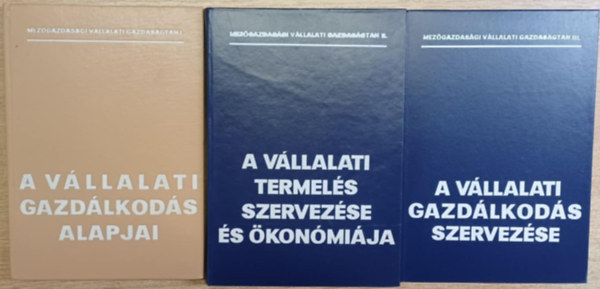 MEZŐGAZDASÁGI VÁLLALATI GAZDASÁGTAN I.
A VÁLLALATI
GAZDÁLKODÁS
ALAPJAI
MEZŐGAZDASÁGI VÁLLALATI GAZDASÁGTAN II.
A VÁLLALATI
TERMELÉS
SZERVEZÉSE
ÉS ÖKONÓMIÁJA
MEZŐGAZDASÁGI VÁLLALATI GAZDASÁGTAN III.
A VÁLLALATI
GAZDÁLKODÁS
SZERVEZÉSE